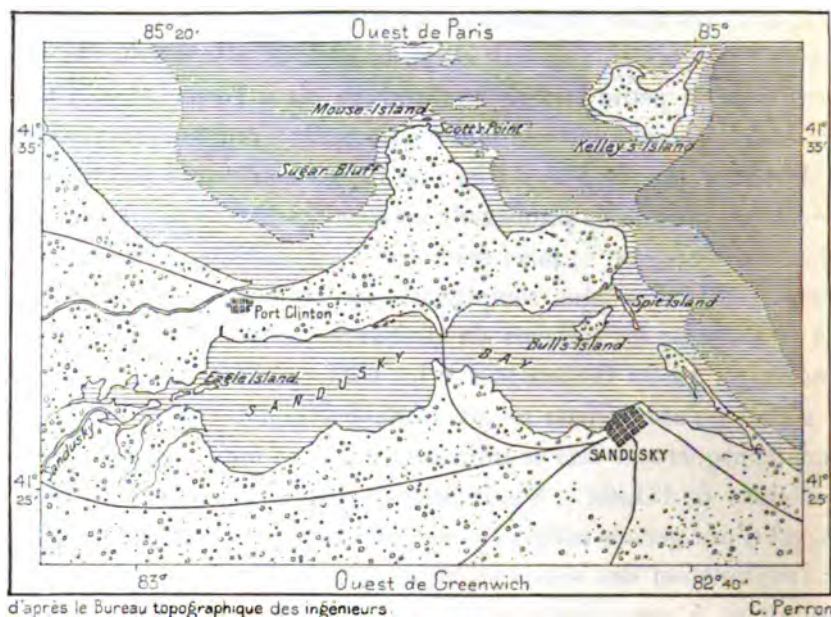 85° 20' Ouest de Paris 85°
Mouse Island
Scott's Point
41° 35'
41° 35'
Kelley's Island
Sugar Bluff
Port Clinton
Spit Island
Bull's Island
Eagle Island
SANDUSKY BAY
Sandusky
SANDUSKY
41° 25'
41° 25'
83° Ouest de Greenwich 82° 40'
d'après le Bureau topographique des ingénieurs. C. Perron